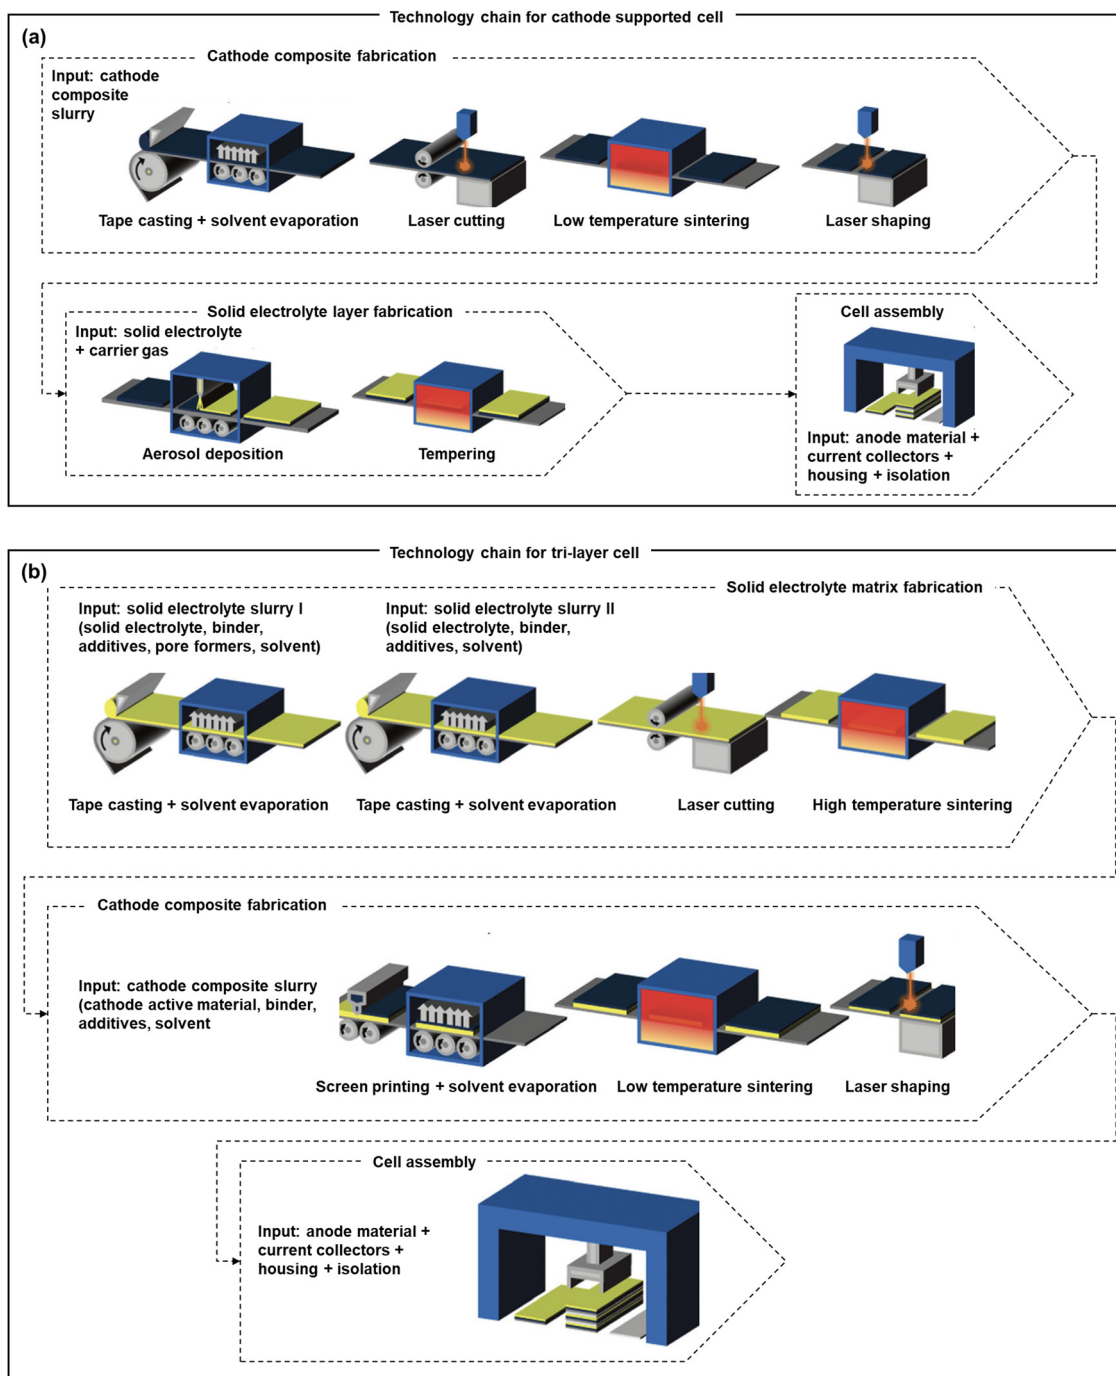 Technology chain for cathode supported cell
(a)
Cathode composite fabrication
Input: cathode
composite
slurry
Tape casting + solvent evaporation
Laser cutting
Low temperature sintering
Laser shaping
Solid electrolyte layer fabrication
Input: solid electrolyte
+ carrier gas
Aerosol deposition
Tempering
Cell assembly
Input: anode material +
current collectors +
housing + isolation
Technology chain for tri-layer cell
(b)
Solid electrolyte matrix fabrication
Input: solid electrolyte slurry I
(solid electrolyte, binder,
additives, pore formers, solvent)
Input: solid electrolyte slurry II
(solid electrolyte, binder,
additives, solvent)
Tape casting + solvent evaporation
Tape casting + solvent evaporation
Laser cutting
High temperature sintering
Cathode composite fabrication
Input: cathode composite slurry
(cathode active material, binder,
additives, solvent
Screen printing + solvent evaporation
Low temperature sintering
Laser shaping
Cell assembly
Input: anode material +
current collectors +
housing + isolation